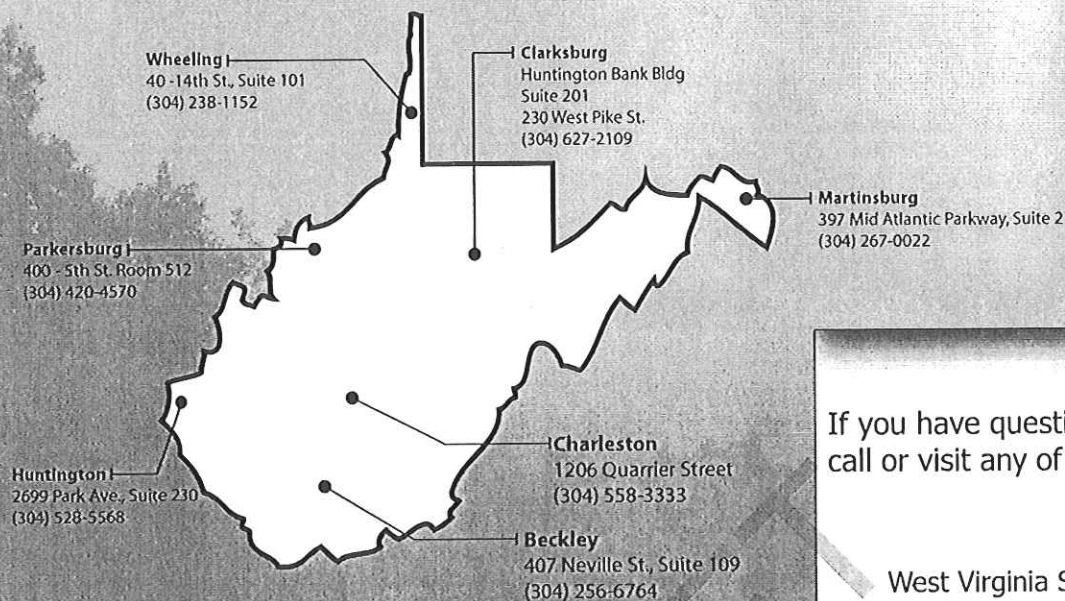 Wheeling
40 -14th St., Suite 101
(304) 238-1152
Clarksburg
Huntington Bank Bldg
Suite 201
230 West Pike St.
(304) 627-2109
Martinsburg
397 Mid Atlantic Parkway, Suite 2
(304) 267-0022
Parkersburg
400 - 5th St. Room 512
(304) 420-4570
Huntington
2699 Park Ave., Suite 230
(304) 528-5568
Charleston
1206 Quarrier Street
(304) 558-3333
Beckley
407 Neville St., Suite 109
(304) 256-6764
If you have questi
call or visit any of
West Virginia S